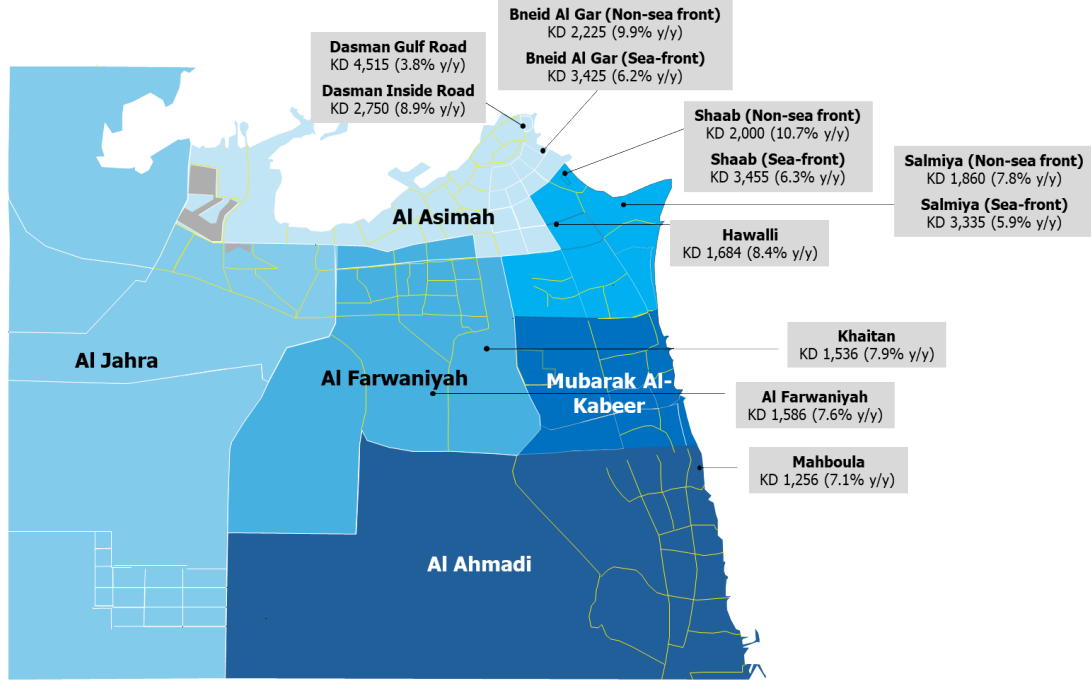 Bneid Al Gar (Non-sea front)
KD 2,225 (9.9% y/y)
Bneid Al Gar (Sea-front)
KD 3,425 (6.2% y/y)
Dasman Gulf Road
KD 4,515 (3.8% y/y)
Dasman Inside Road
KD 2,750 (8.9% y/y)
Shaab (Non-sea front)
KD 2,000 (10.7% y/y)
Shaab (Sea-front)
KD 3,455 (6.3% y/y)
Salmiya (Non-sea front)
KD 1,860 (7.8% y/y)
Salmiya (Sea-front)
KD 3,335 (5.9% y/y)
Al Asimah
Hawalli
KD 1,684 (8.4% y/y)
Khaitan
KD 1,536 (7.9% y/y)
Al Jahra
Al Farwaniyah
Mubarak Al-
Kabeer
Al Farwaniyah
KD 1,586 (7.6% y/y)
Mahboula
KD 1,256 (7.1% y/y)
Al Ahmadi